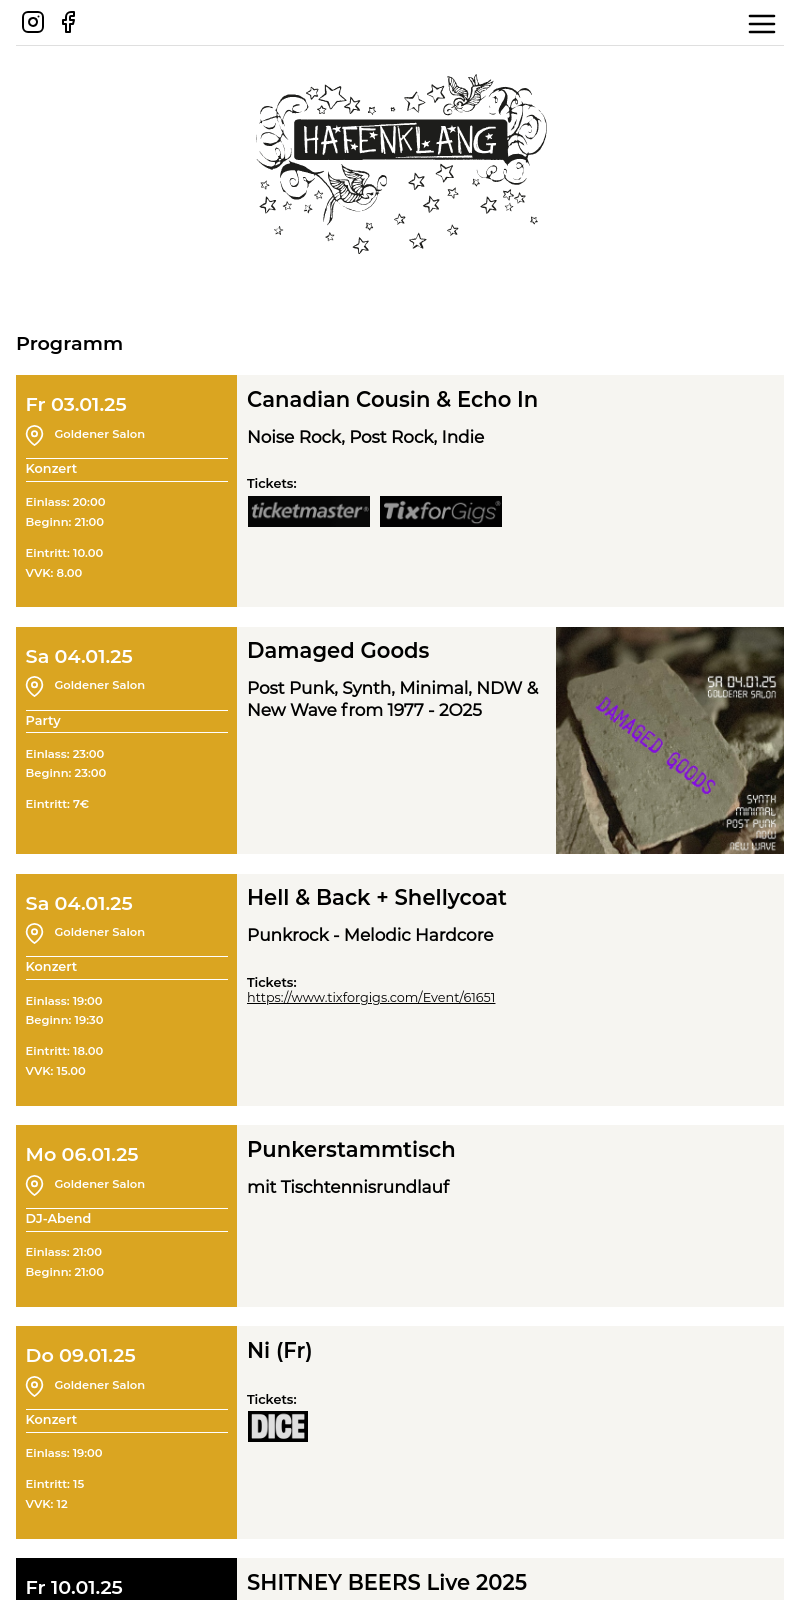 HAFENKLANG
Programm
Fr 03.01.25
Goldener Salon
Konzert
Einlass: 20:00
Beginn: 21:00
Eintritt: 10.00
VVK: 8.00
Canadian Cousin & Echo In
Noise Rock, Post Rock, Indie
Tickets:
ticketmaster®
TixforGigs®
Sa 04.01.25
Goldener Salon
Party
Einlass: 23:00
Beginn: 23:00
Eintritt: 7€
Damaged Goods
Post Punk, Synth, Minimal, NDW &
New Wave from 1977 - 2O25
SA 04.01.25
GOLDENER SALON
DAMAGED GOODS
SYNTH
MINIMAL
POST PUNK
NDW
NEW WAVE
Sa 04.01.25
Goldener Salon
Konzert
Einlass: 19:00
Beginn: 19:30
Eintritt: 18.00
VVK: 15.00
Hell & Back + Shellycoat
Punkrock - Melodic Hardcore
Tickets:
https://www.tixforgigs.com/Event/61651
Mo 06.01.25
Goldener Salon
DJ-Abend
Einlass: 21:00
Beginn: 21:00
Punkerstammtisch
mit Tischtennisrundlauf
Do 09.01.25
Goldener Salon
Konzert
Einlass: 19:00
Eintritt: 15
VVK: 12
Ni (Fr)
Tickets:
DICE
Fr 10.01.25
SHITNEY BEERS Live 2025